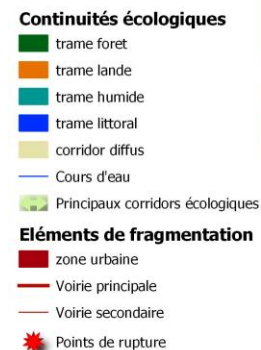 Continuités écologiques
trame foret
trame lande
trame humide
trame littoral
corridor diffus
Cours d'eau
Principaux corridors écologiques
Eléments de fragmentation
zone urbaine
Voirie principale
Voirie secondaire
Points de rupture